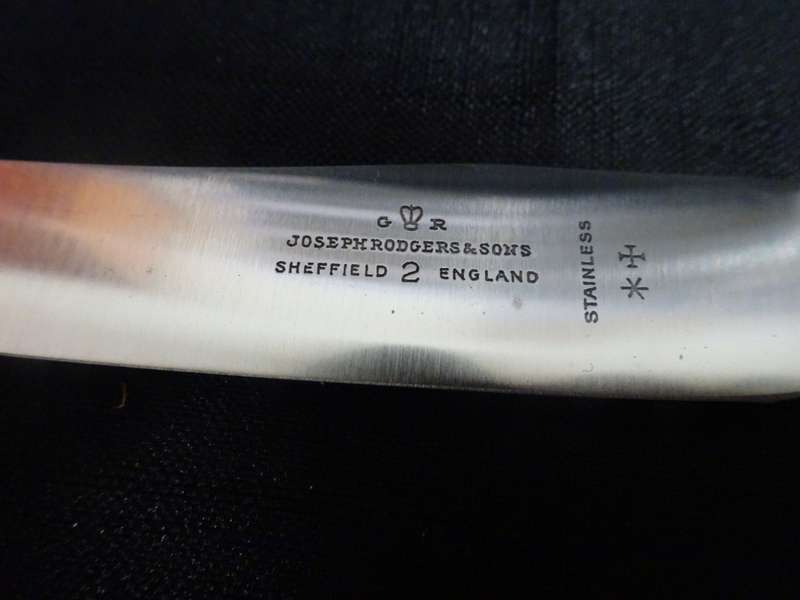 G R
JOSEPH RODGERS & SONS
SHEFFIELD 2 ENGLAND
STAINLESS